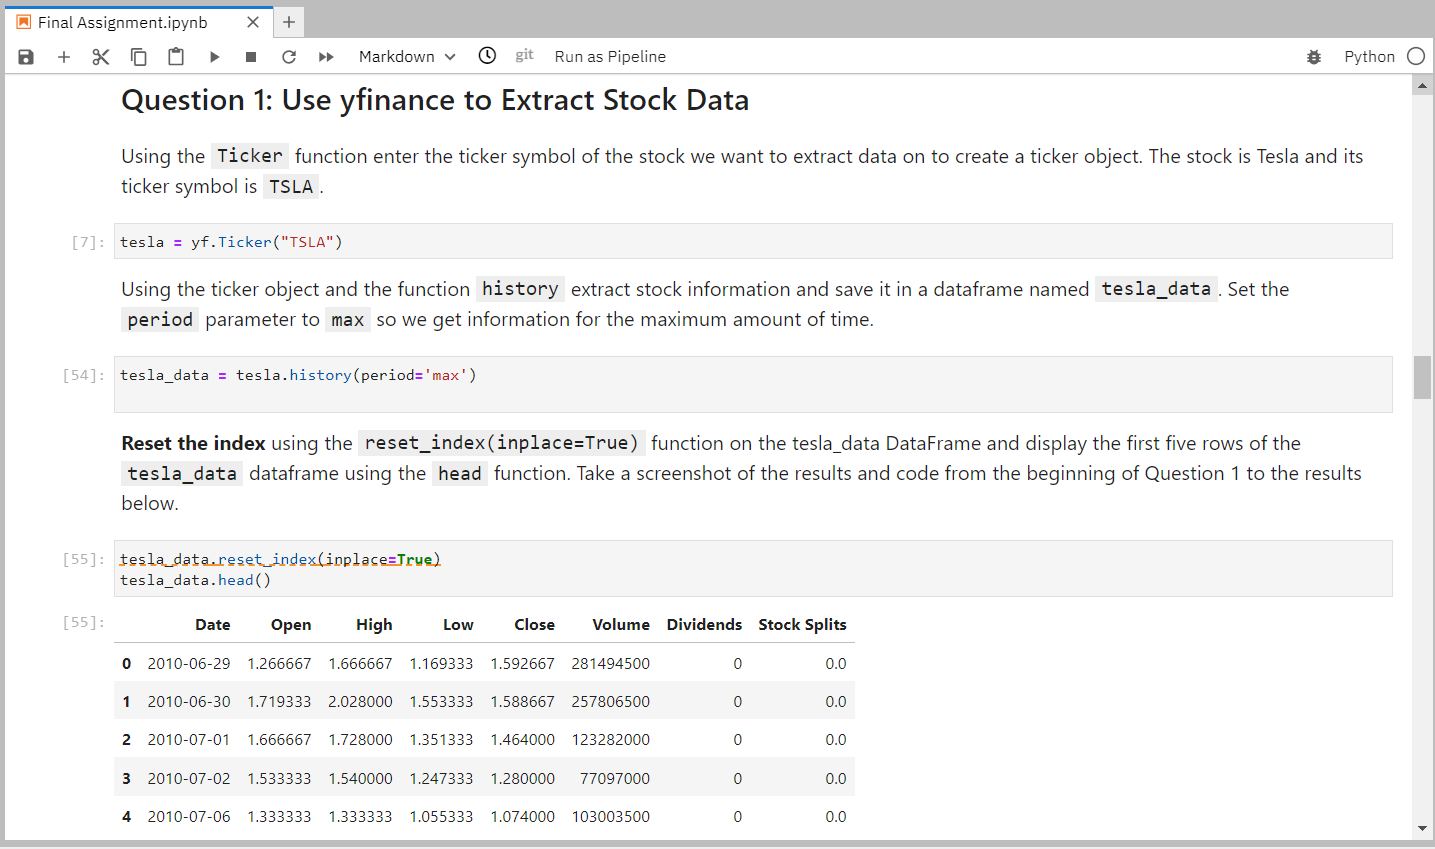 Final Assignment.ipynb
Markdown git Run as Pipeline Python
Question 1: Use yfinance to Extract Stock Data
Using the Ticker function enter the ticker symbol of the stock we want to extract data on to create a ticker object. The stock is Tesla and its
ticker symbol is TSLA .
[7]: tesla = yf.Ticker("TSLA")
Using the ticker object and the function history extract stock information and save it in a dataframe named tesla_data . Set the
period parameter to max so we get information for the maximum amount of time.
[54]: tesla_data = tesla.history(period='max')
Reset the index using the reset_index(inplace=True) function on the tesla_data DataFrame and display the first five rows of the
tesla_data dataframe using the head function. Take a screenshot of the results and code from the beginning of Question 1 to the results
below.
[55]: tesla_data.reset_index(inplace=True)
tesla_data.head()
[55]: Date Open High Low Close Volume Dividends Stock Splits
0 2010-06-29 1.266667 1.666667 1.169333 1.592667 281494500 0 0.0
1 2010-06-30 1.719333 2.028000 1.553333 1.588667 257806500 0 0.0
2 2010-07-01 1.666667 1.728000 1.351333 1.464000 123282000 0 0.0
3 2010-07-02 1.533333 1.540000 1.247333 1.280000 77097000 0 0.0
4 2010-07-06 1.333333 1.333333 1.055333 1.074000 103003500 0 0.0